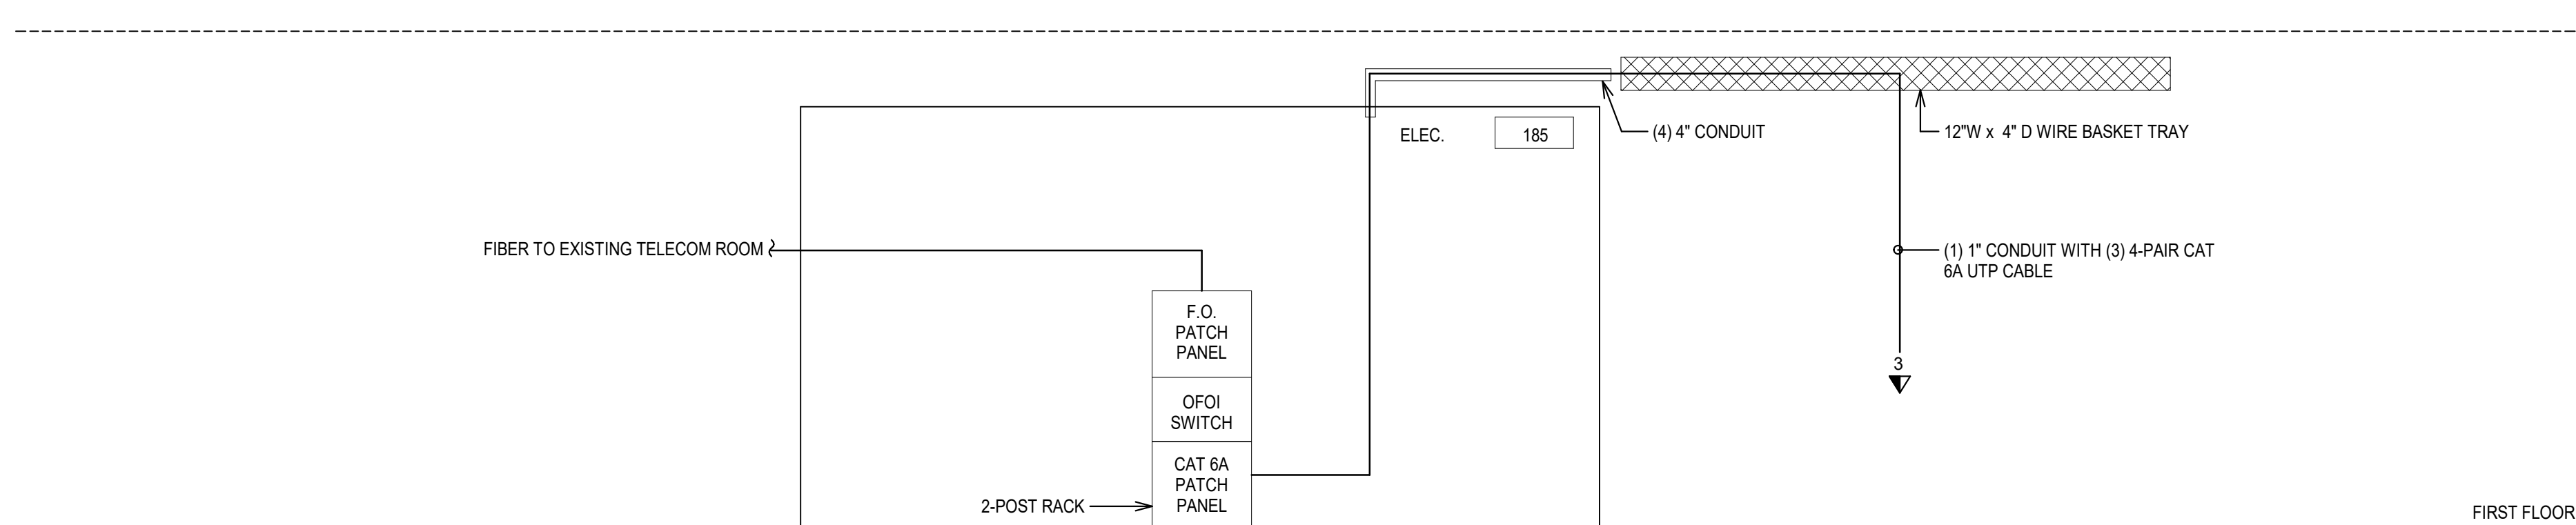 ELEC.
185
(4) 4" CONDUIT
12"W x  4" D WIRE BASKET TRAY
FIBER TO EXISTING TELECOM ROOM
(1) 1" CONDUIT WITH (3) 4-PAIR CAT
6A UTP CABLE
F.O.
PATCH
PANEL
3
OFOI
SWITCH
CAT 6A
PATCH
PANEL
2-POST RACK
FIRST FLOOR